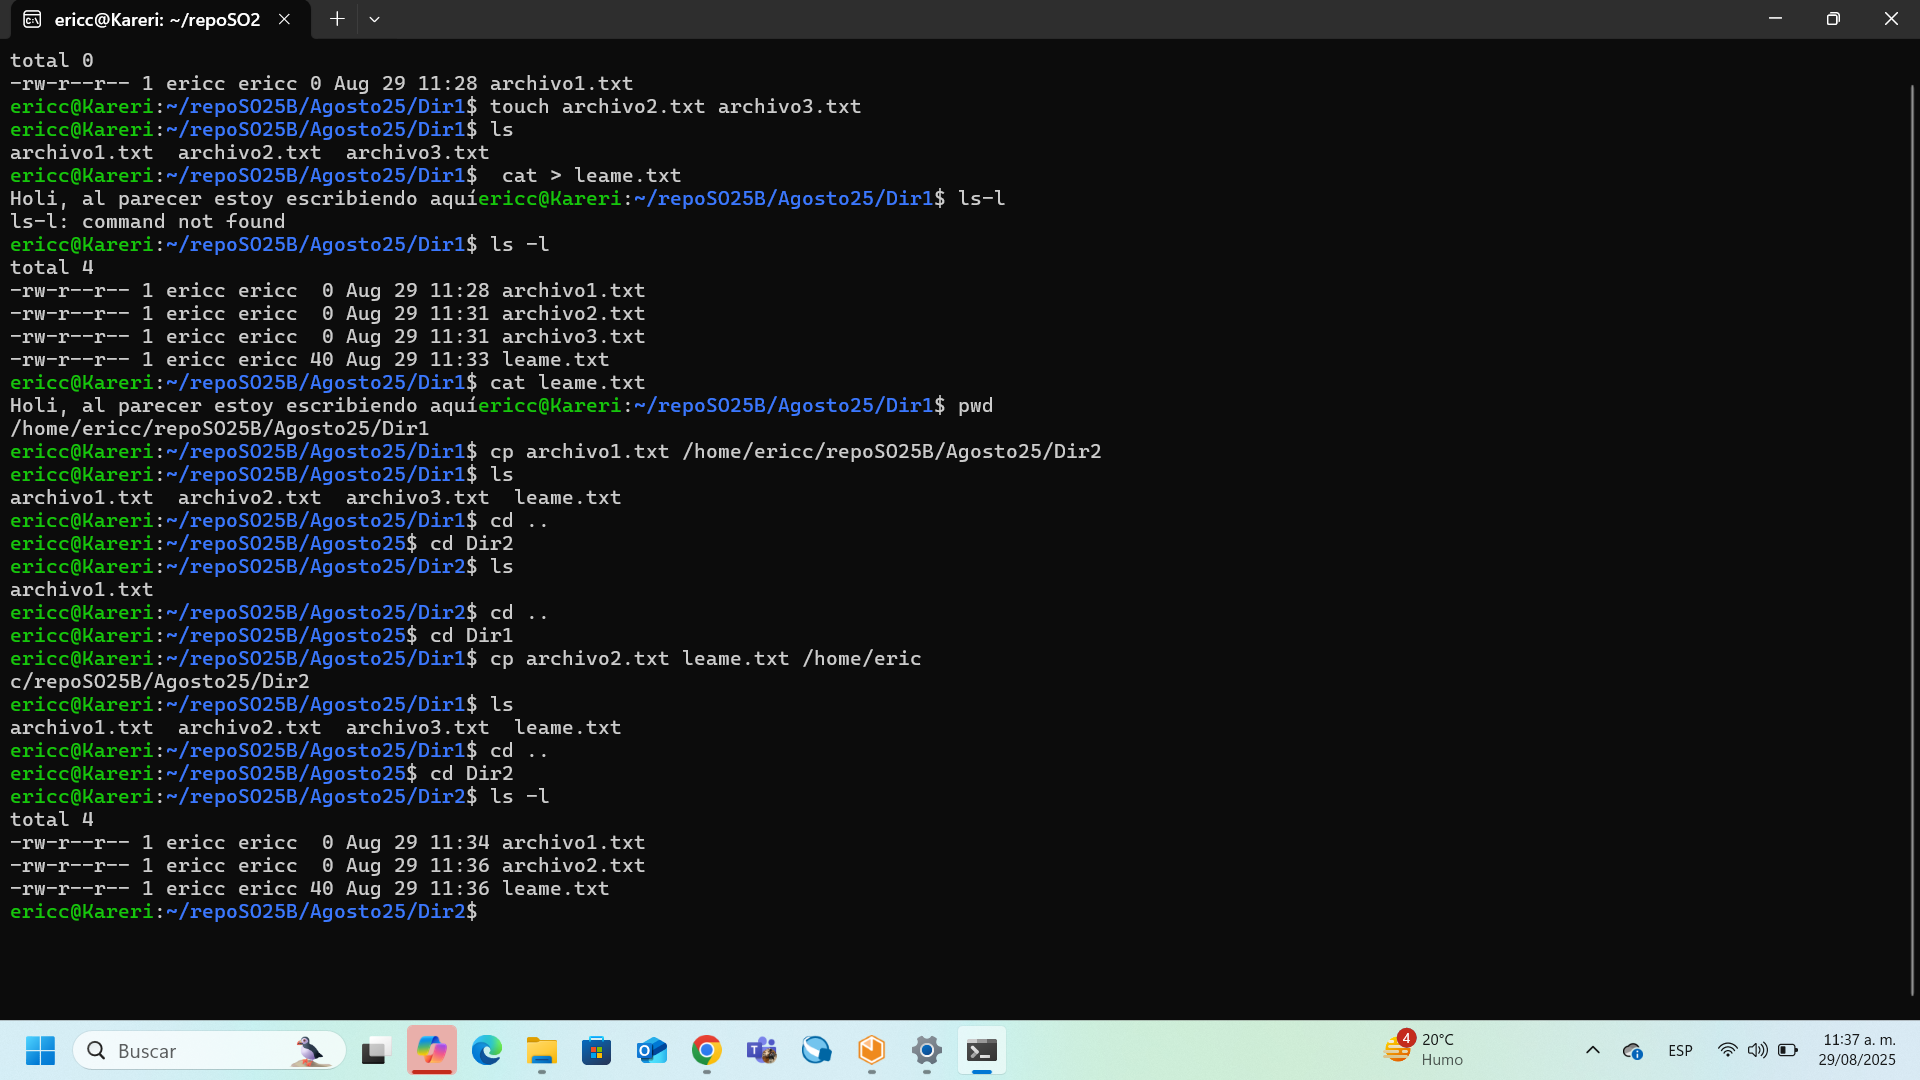 ericc@Kareri: ~/repoSO2
total 0
-rw-r--r-- 1 ericc ericc 0 Aug 29 11:28 archivo1.txt
ericc@Kareri:~/repoSO25B/Agosto25/Dir1$ touch archivo2.txt archivo3.txt
ericc@Kareri:~/repoSO25B/Agosto25/Dir1$ ls
archivo1.txt  archivo2.txt  archivo3.txt
ericc@Kareri:~/repoSO25B/Agosto25/Dir1$  cat > leame.txt
Holi, al parecer estoy escribiendo aquíericc@Kareri:~/repoSO25B/Agosto25/Dir1$ ls-l
ls-l: command not found
ericc@Kareri:~/repoSO25B/Agosto25/Dir1$ ls -l
total 4
-rw-r--r-- 1 ericc ericc  0 Aug 29 11:28 archivo1.txt
-rw-r--r-- 1 ericc ericc  0 Aug 29 11:31 archivo2.txt
-rw-r--r-- 1 ericc ericc  0 Aug 29 11:31 archivo3.txt
-rw-r--r-- 1 ericc ericc 40 Aug 29 11:33 leame.txt
ericc@Kareri:~/repoSO25B/Agosto25/Dir1$ cat leame.txt
Holi, al parecer estoy escribiendo aquíericc@Kareri:~/repoSO25B/Agosto25/Dir1$ pwd
/home/ericc/repoSO25B/Agosto25/Dir1
ericc@Kareri:~/repoSO25B/Agosto25/Dir1$ cp archivo1.txt /home/ericc/repoSO25B/Agosto25/Dir2
ericc@Kareri:~/repoSO25B/Agosto25/Dir1$ ls
archivo1.txt  archivo2.txt  archivo3.txt  leame.txt
ericc@Kareri:~/repoSO25B/Agosto25/Dir1$ cd ..
ericc@Kareri:~/repoSO25B/Agosto25$ cd Dir2
ericc@Kareri:~/repoSO25B/Agosto25/Dir2$ ls
archivo1.txt
ericc@Kareri:~/repoSO25B/Agosto25/Dir2$ cd ..
ericc@Kareri:~/repoSO25B/Agosto25$ cd Dir1
ericc@Kareri:~/repoSO25B/Agosto25/Dir1$ cp archivo2.txt leame.txt /home/eric
c/repoSO25B/Agosto25/Dir2
ericc@Kareri:~/repoSO25B/Agosto25/Dir1$ ls
archivo1.txt  archivo2.txt  archivo3.txt  leame.txt
ericc@Kareri:~/repoSO25B/Agosto25/Dir1$ cd ..
ericc@Kareri:~/repoSO25B/Agosto25$ cd Dir2
ericc@Kareri:~/repoSO25B/Agosto25/Dir2$ ls -l
total 4
-rw-r--r-- 1 ericc ericc  0 Aug 29 11:34 archivo1.txt
-rw-r--r-- 1 ericc ericc  0 Aug 29 11:36 archivo2.txt
-rw-r--r-- 1 ericc ericc 40 Aug 29 11:36 leame.txt
ericc@Kareri:~/repoSO25B/Agosto25/Dir2$
Buscar
4
20°C
Humo
ESP
11:37 a. m.
29/08/2025